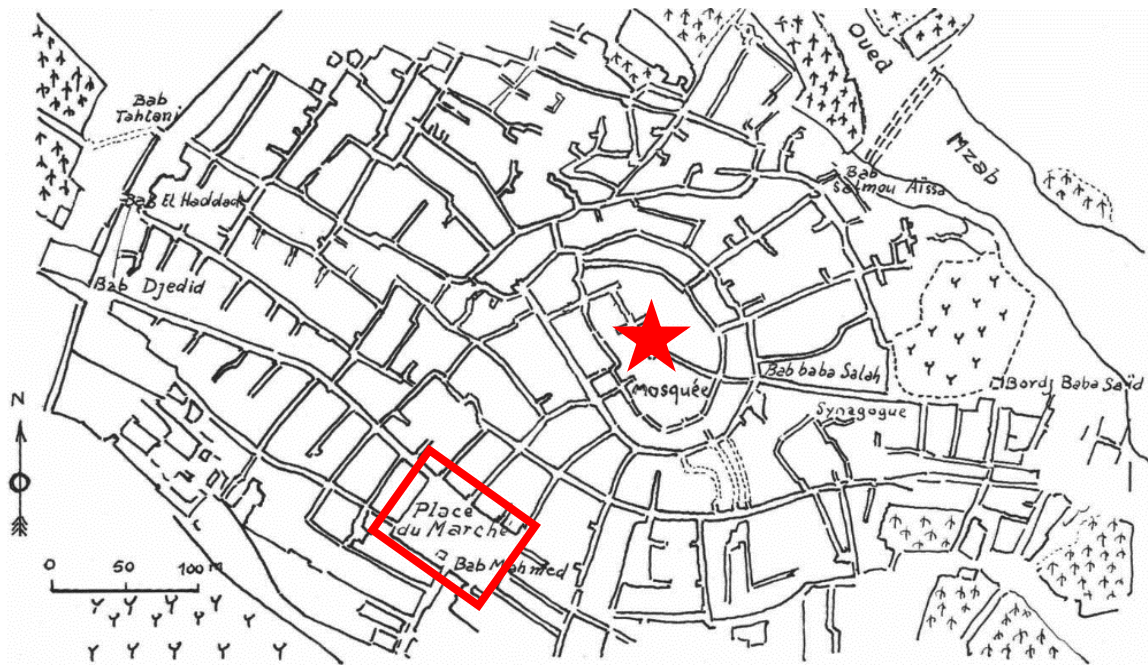 Oued
Mzab
Bab
Tahtani
Bab El Haddad
Bab Djedid
Bab
Salmou Aïssa
Bab baba Salah
Mosquée
Bordj Baba Saïd
Synagogue
N
Place
du Marché
Bab Mahmed
0 50 100 m